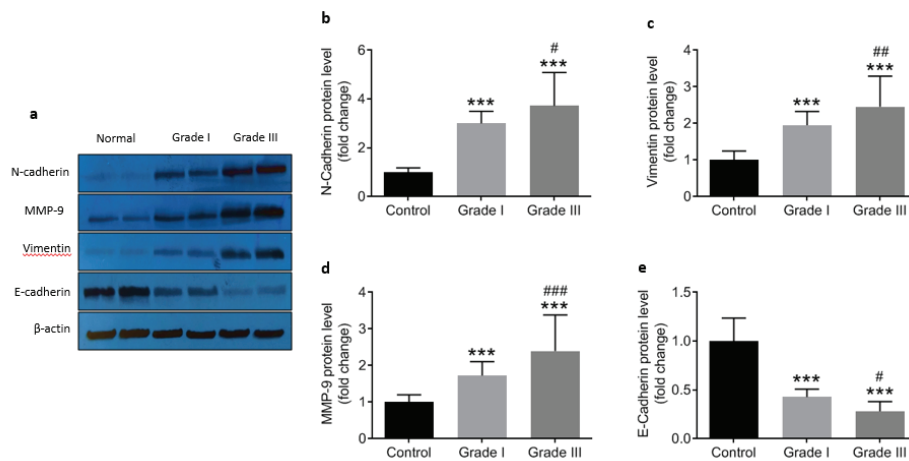 a
Normal Grade I Grade III
N-cadherin
MMP-9
Vimentin
E-cadherin
β-actin
b
N-Cadherin protein level
(fold change)
6
4
2
0
***
#
***
Control Grade I Grade III
c
Vimentin protein level
(fold change)
4
3
2
1
0
***
##
***
Control Grade I Grade III
d
MMP-9 protein level
(fold change)
4
3
2
1
0
***
###
***
Control Grade I Grade III
e
E-Cadherin protein level
(fold change)
1.5
1.0
0.5
0.0
***
#
***
Control Grade I Grade III